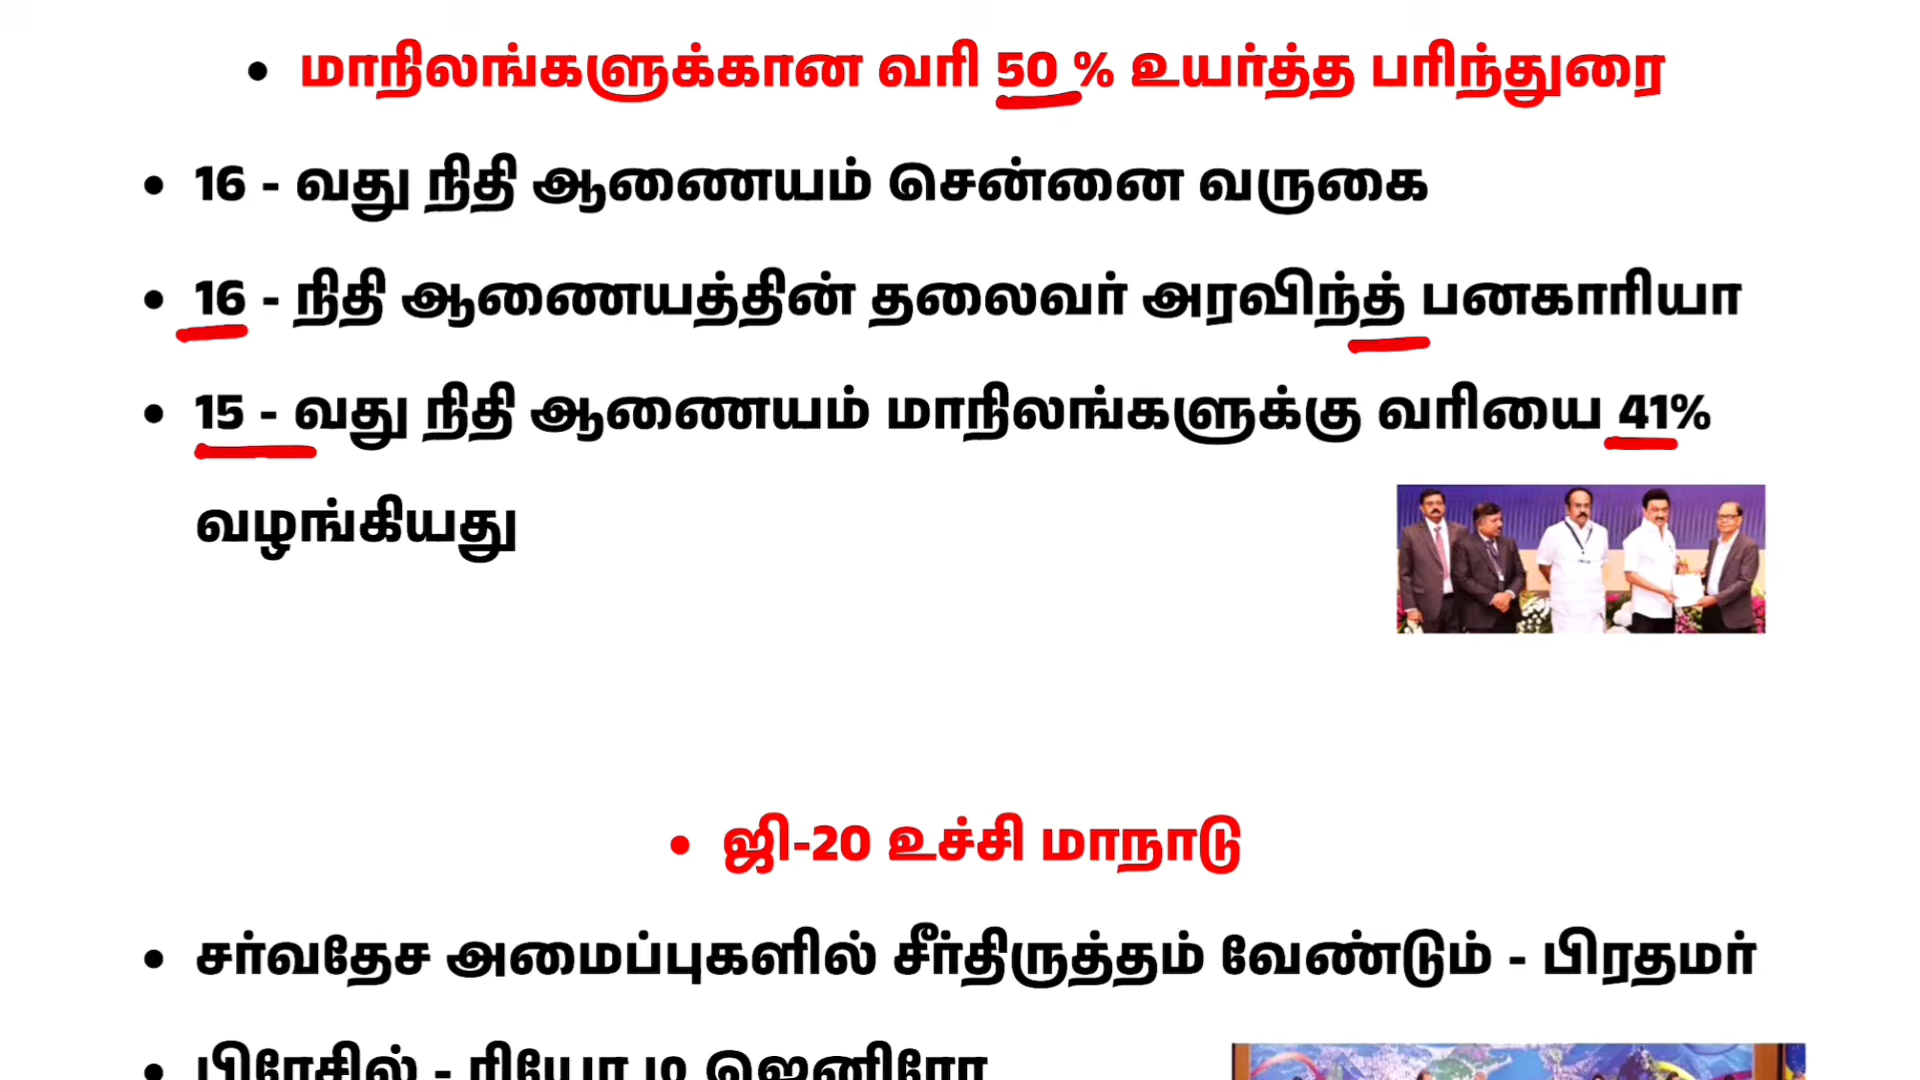 • மாநிலங்களுக்கான வரி 50 % உயர்த்த பரிந்துரை
• 16 - வது நிதி ஆணையம் சென்னை வருகை
• 16 - நிதி ஆணையத்தின் தலைவர் அரவிந்த் பனகாரியா
• 15 - வது நிதி ஆணையம் மாநிலங்களுக்கு வரியை 41%
வழங்கியது
• ஜி-20 உச்சி மாநாடு
• சர்வதேச அமைப்புகளில் சீர்திருத்தம் வேண்டும் - பிரதமர்
• பிரேசில் - ரியோ டி ஜெனிரோ